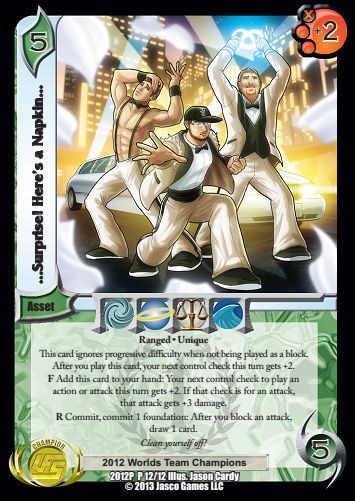 5
X
+2
...Surprise! Here's a Napkin...
Asset
Ranged • Unique
This card ignores progressive difficulty when not being played as a block.
After you play this card, your next control check this turn gets +2.
F Add this card to your hand: Your next control check to play an
action or attack this turn gets +2. If that check is for an attack,
that attack gets +3 damage.
R Commit, commit 1 foundation: After you block an attack,
draw 1 card.
Clean yourself off?
CHAMPION
UFS
5
2012 Worlds Team Champions
2012P P 12/12 Illus. Jason Cardy
© 2013 Jasco Games LLC